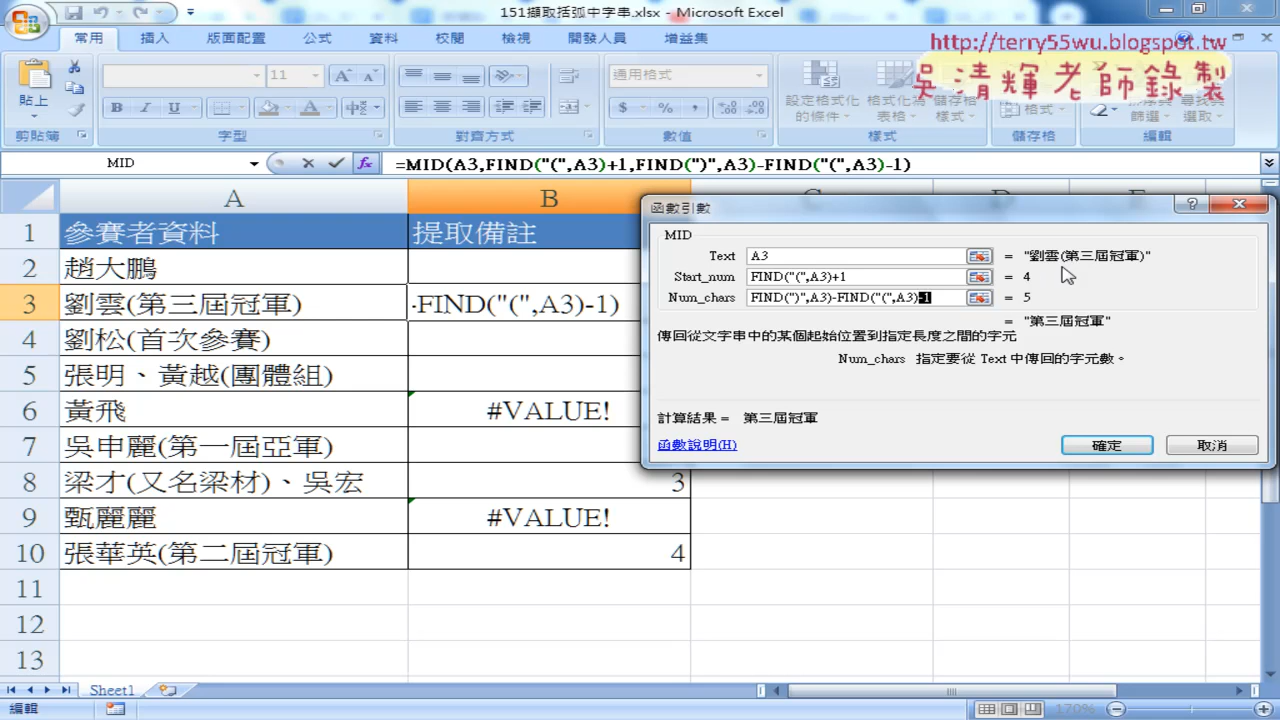 151擷取括弧中字串.xlsx - Microsoft Excel
常用 插入 版面配置 公式 資料 校閱 檢視 開發人員 增益集
http://terry55wu.blogspot.tw
吳清輝老師錄製
貼上
11
通用格式
設定格式化的條件
格式化為表格
儲存格樣式
格式
篩選
選取
剪貼簿 字型 對齊方式 數值 樣式 儲存格 編輯
MID
=MID(A3,FIND("(",A3)+1,FIND(")",A3)-FIND("(",A3)-1)
A B C D E
1 參賽者資料 提取備註
2 趙大鵬
3 劉雲(第三屆冠軍) -FIND("(",A3)-1)
4 劉松(首次參賽)
5 張明、黃越(團體組)
6 黃飛 #VALUE!
7 吳申麗(第一屆亞軍)
8 梁才(又名梁材)、吳宏 3
9 甄麗麗 #VALUE!
10 張華英(第二屆冠軍) 4
11
12
13
函數引數
MID
Text A3 = "劉雲(第三屆冠軍)"
Start_num FIND("(",A3)+1 = 4
Num_chars FIND(")",A3)-FIND("(",A3)-1 = 5
= "第三屆冠軍"
傳回從文字串中的某個起始位置到指定長度之間的字元
Num_chars 指定要從 Text 中傳回的字元數。
計算結果 = 第三屆冠軍
函數說明(H)
確定 取消
Sheet1
編輯 170%